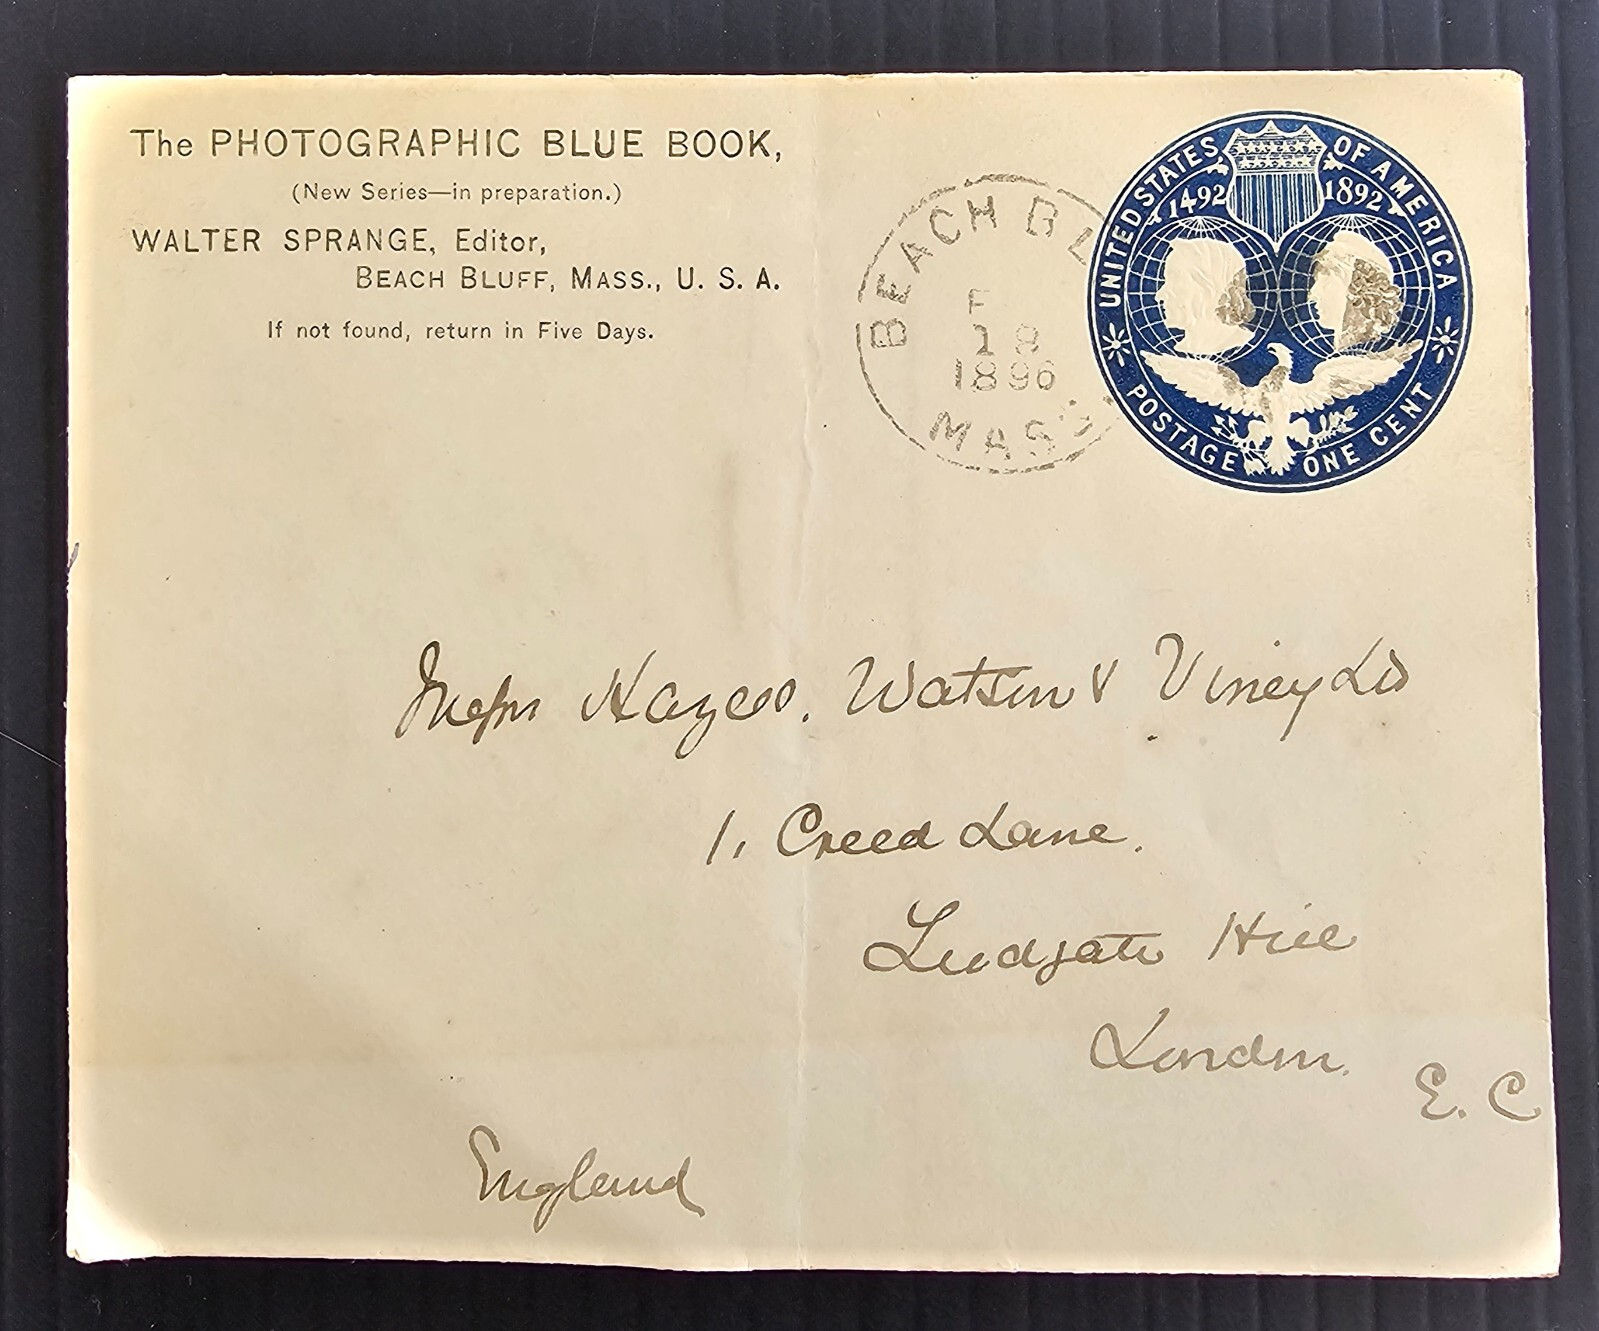 The PHOTOGRAPHIC BLUE BOOK,
(New Series—in preparation.)
WALTER SPRANGE, Editor,
BEACH BLUFF, MASS., U. S. A.
If not found, return in Five Days.
BEACH BL
F
18
1896
MASS
UNITED STATES OF AMERICA
1492 1892
POSTAGE ONE CENT
Messrs Hazell. Watson & Viney Ld
1, Creed Lane.
Ludgate Hill
London.
E. C
England